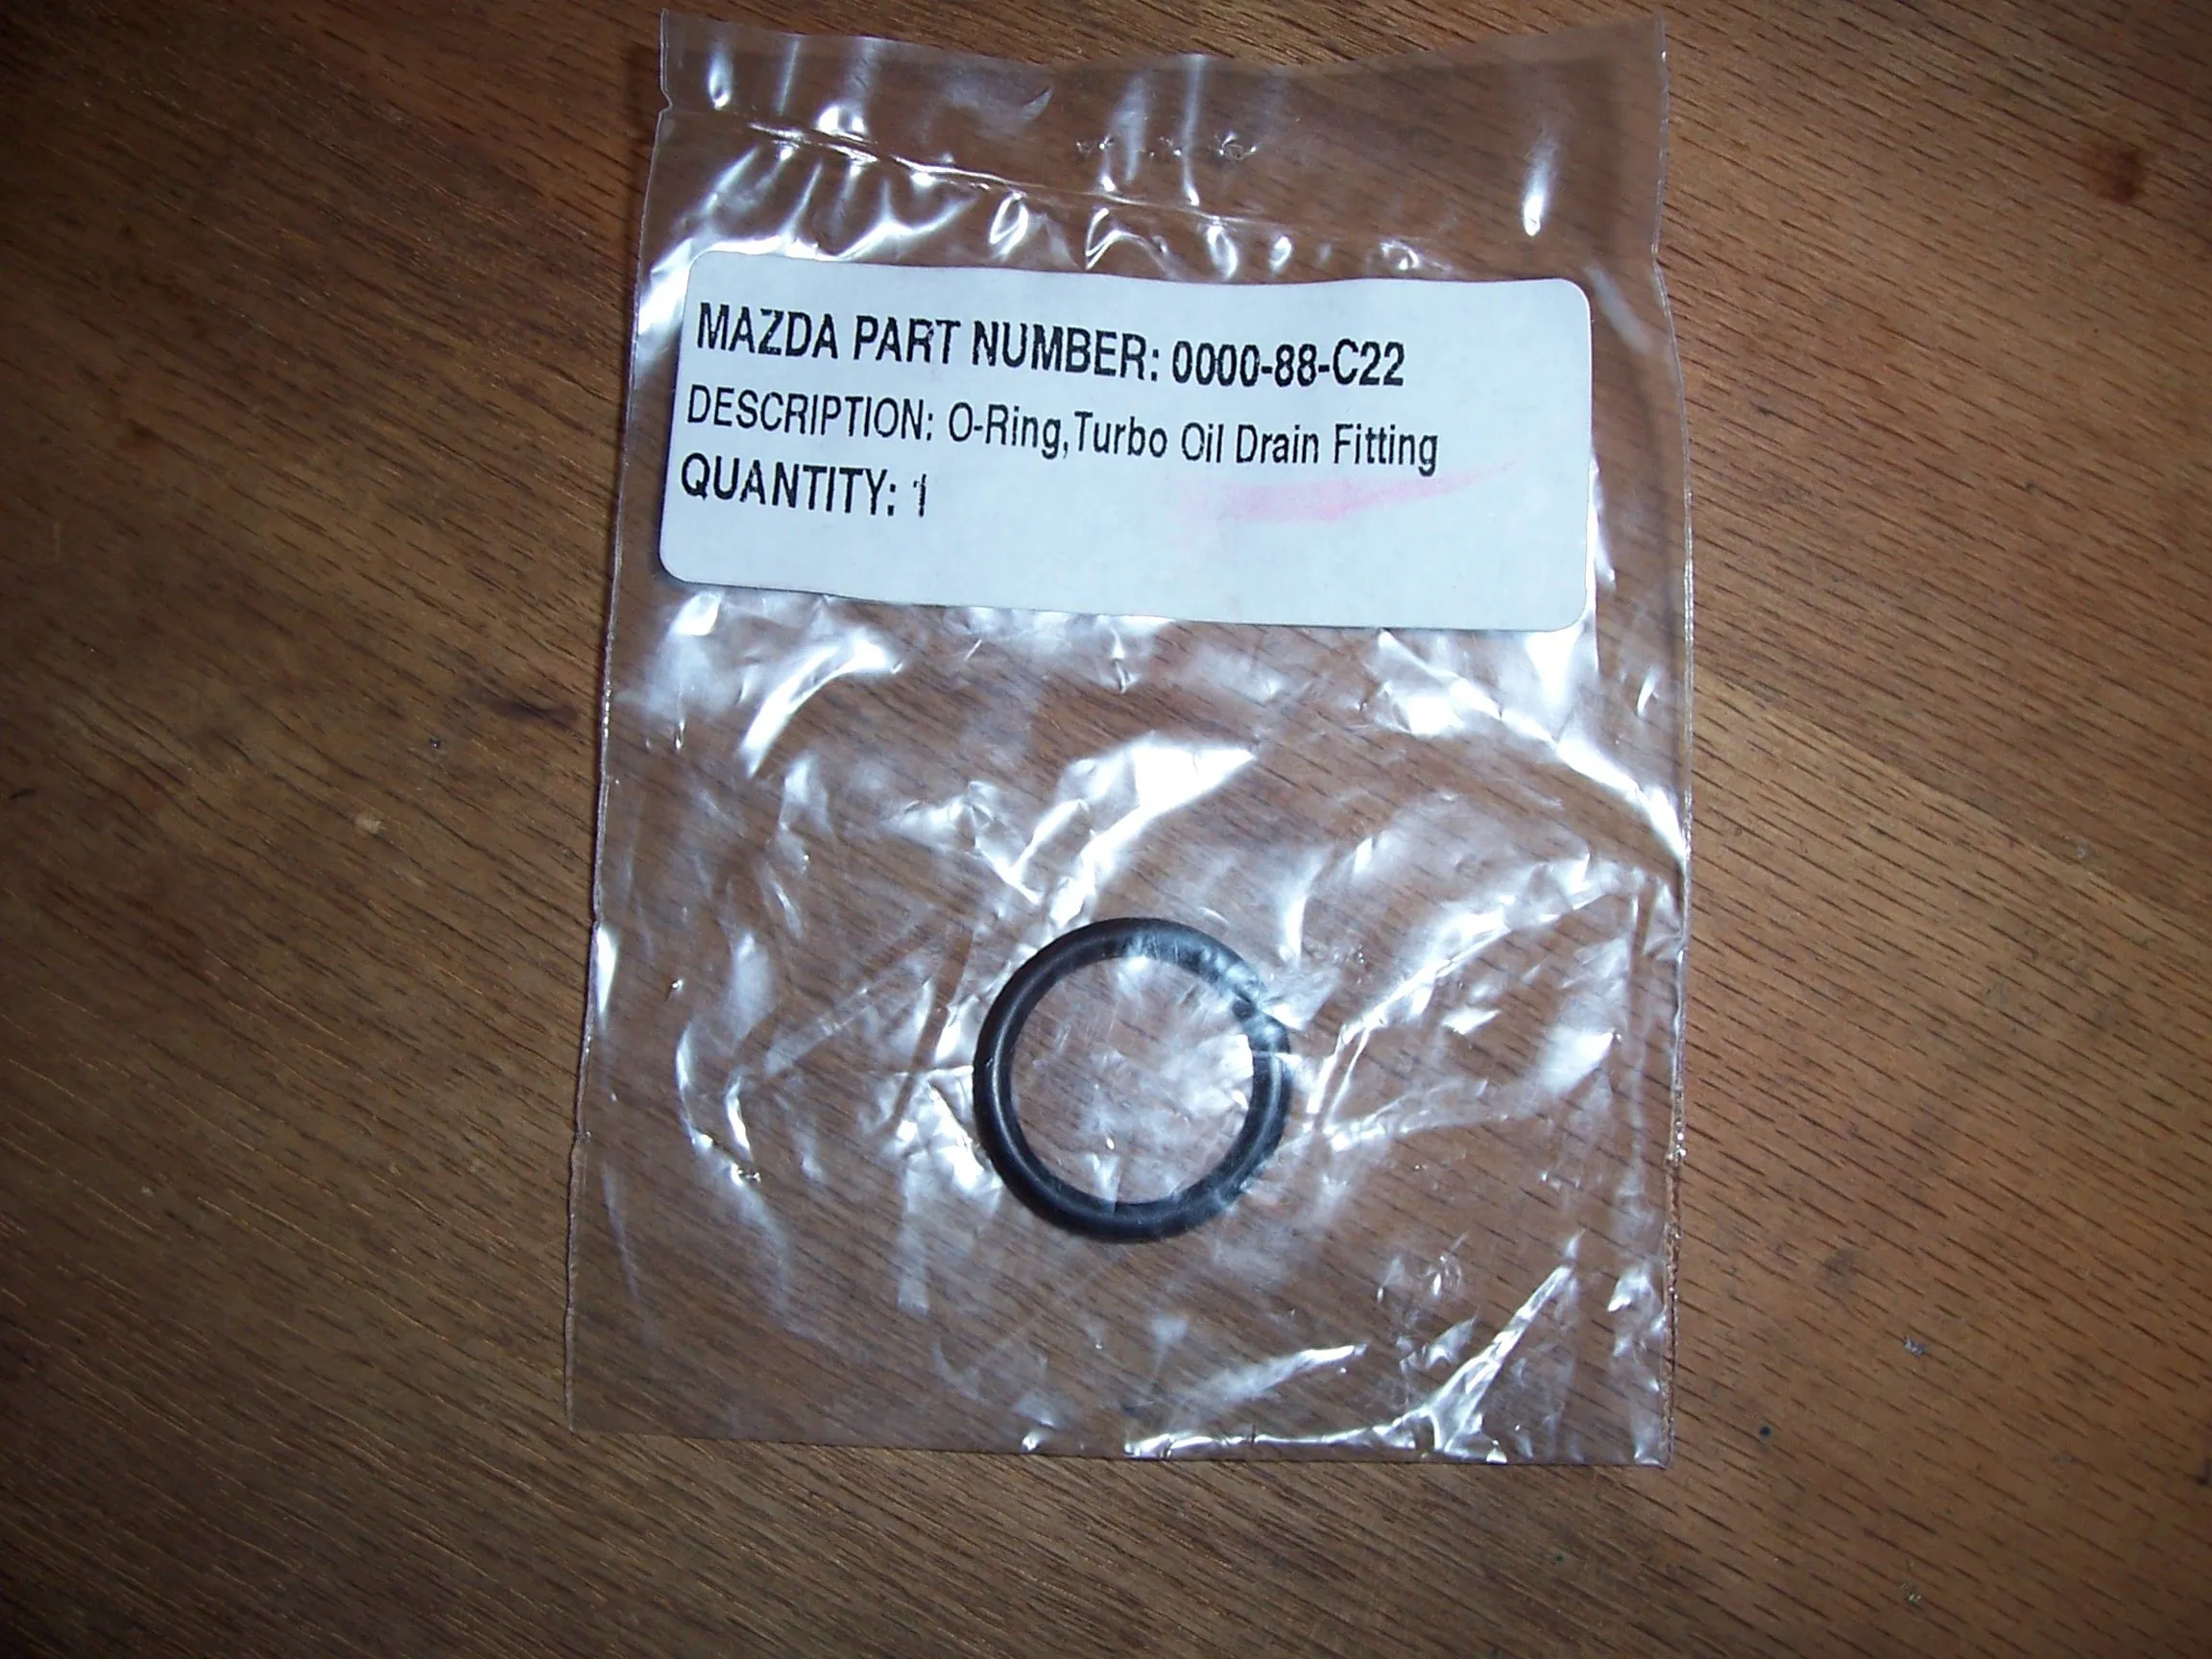 MAZDA PART NUMBER: 0000-88-C22
DESCRIPTION: O-Ring,Turbo Oil Drain Fitting
QUANTITY: 1